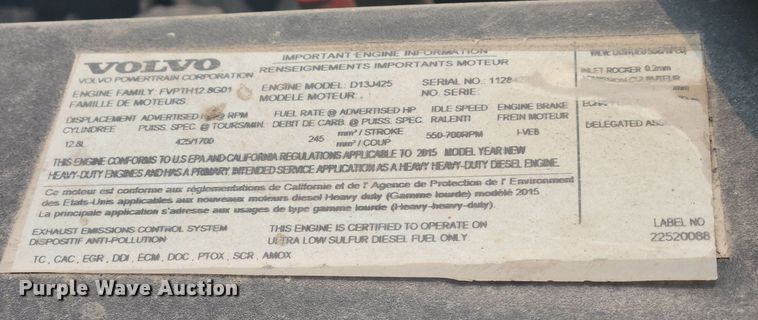 VOLVO
VOLVO POWERTRAIN CORPORATION
IMPORTANT ENGINE INFORMATION
RENSEIGNEMENTS IMPORTANTS MOTEUR
ENGINE FAMILY: FVPTH12.8G01
FAMILLE DE MOTEURS:
ENGINE MODEL: D13J425
MODELE MOTEUR:
SERIAL NO.: 1128
NO. SERIE:
DISPLACEMENT ADVERTISED RPM FUEL RATE @ ADVERTISED HP IDLE SPEED ENGINE BRAKE
CYLINDREE PUISS. SPEC @ TOURS/MIN. DEBIT DE CARB. @ PUISS. SPEC. RALENTI FREIN MOTEUR
12.8L 425/1700 245 mm³ / STROKE mm³ / COUP 550-700RPM I-VEB
THIS ENGINE CONFORMS TO U.S EPA AND CALIFORNIA REGULATIONS APPLICABLE TO 2015 MODEL YEAR NEW
HEAVY-DUTY ENGINES AND HAS A PRIMARY INTENDED SERVICE APPLICATION AS A HEAVY HEAVY-DUTY DIESEL ENGINE.
Ce moteur est conforme aux réglementations de Californie et de l' Agence de Protection de l' Environment
des Etats-Unis applicables aux nouveaux moteurs diesel Heavy duty (Gamme lourde) modélé 2015
La principale application s'adresse aux usages de type gamme lourde (Heavy-heavy-duty).
EXHAUST EMISSIONS CONTROL SYSTEM
DISPOSITIF ANTI-POLLUTION
THIS ENGINE IS CERTIFIED TO OPERATE ON
ULTRA LOW SULFUR DIESEL FUEL ONLY.
TC, CAC, EGR, DDI, ECM, DOC, PTOX, SCR, AMOX
INLET ROCKER 0.2mm
DELEGATED ASS
LABEL NO
22520088
Purple Wave Auction